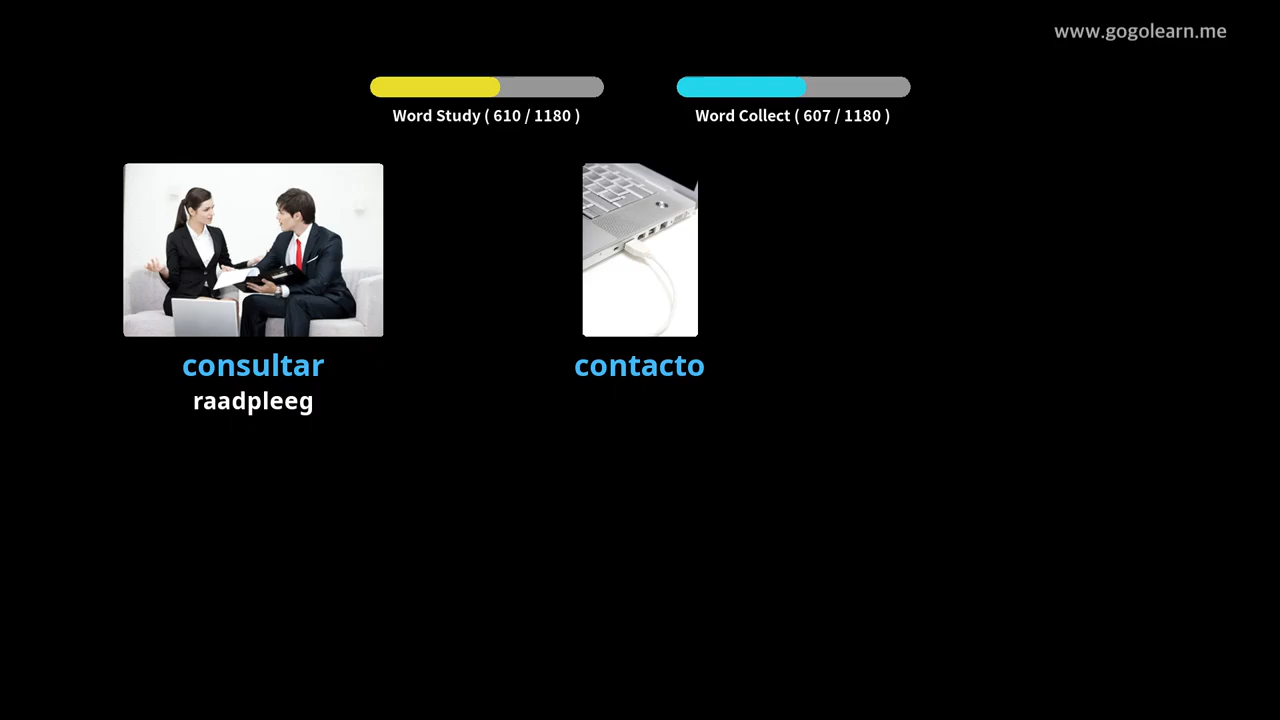 www.gogolearn.me
Word Study ( 610 / 1180 )
Word Collect ( 607 / 1180 )
consultar
raadpleeg
contacto